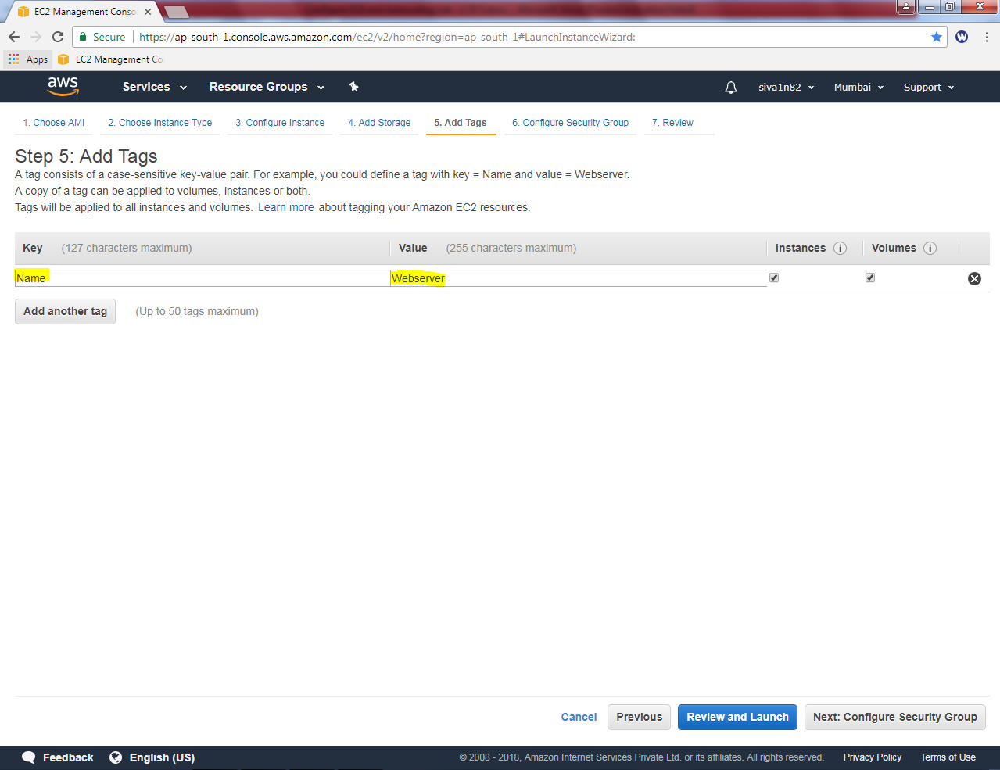 EC2 Management Conso
Secure https://ap-south-1.console.aws.amazon.com/ec2/v2/home?region=ap-south-1#LaunchInstanceWizard: W
Apps EC2 Management Co
aws Services Resource Groups siva1n82 Mumbai Support
1. Choose AMI 2. Choose Instance Type 3. Configure Instance 4. Add Storage 5. Add Tags 6. Configure Security Group 7. Review
Step 5: Add Tags
A tag consists of a case-sensitive key-value pair. For example, you could define a tag with key = Name and value = Webserver.
A copy of a tag can be applied to volumes, instances or both.
Tags will be applied to all instances and volumes. Learn more about tagging your Amazon EC2 resources.
Key (127 characters maximum) Value (255 characters maximum) Instances i Volumes i
Name Webserver
Add another tag (Up to 50 tags maximum)
Cancel Previous Review and Launch Next: Configure Security Group
Feedback English (US) © 2008 - 2018, Amazon Internet Services Private Ltd. or its affiliates. All rights reserved. Privacy Policy Terms of Use